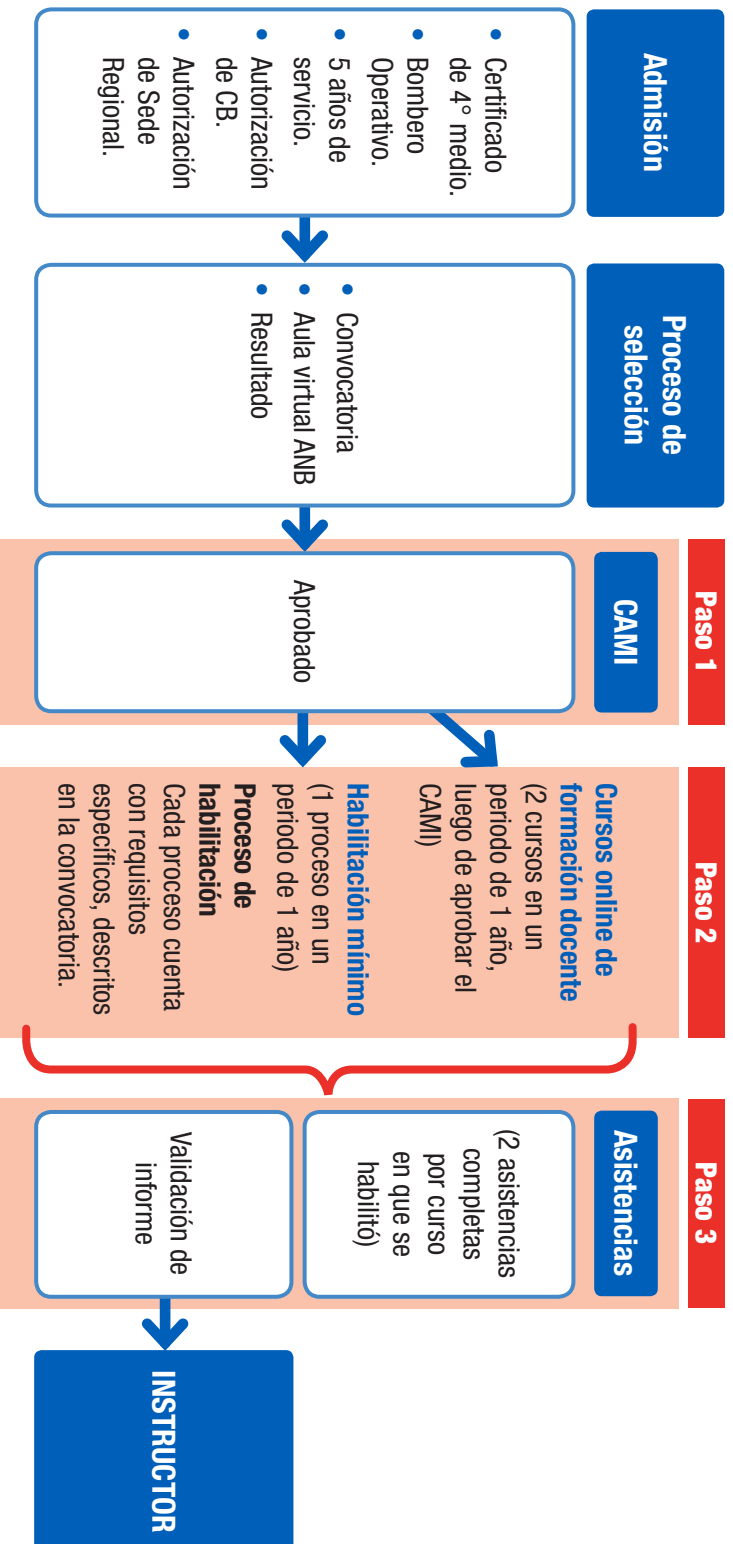 Admisión
• Certificado
de 4° medio.
• Bombero
Operativo.
• 5 años de
servicio.
• Autorización
de CB.
• Autorización
de Sede
Regional.
Proceso de
selección
• Convocatoria
• Aula virtual ANB
• Resultado
Paso 1
CAMI
Aprobado
Paso 2
Cursos online de
formación docente
(2 cursos en un
periodo de 1 año,
luego de aprobar el
CAMI)
Habilitación mínimo
(1 proceso en un
periodo de 1 año)
Proceso de
habilitación
Cada proceso cuenta
con requisitos
específicos, descritos
en la convocatoria.
Paso 3
Asistencias
(2 asistencias
completas
por curso
en que se
habilitó)
Validación de
informe
INSTRUCTOR